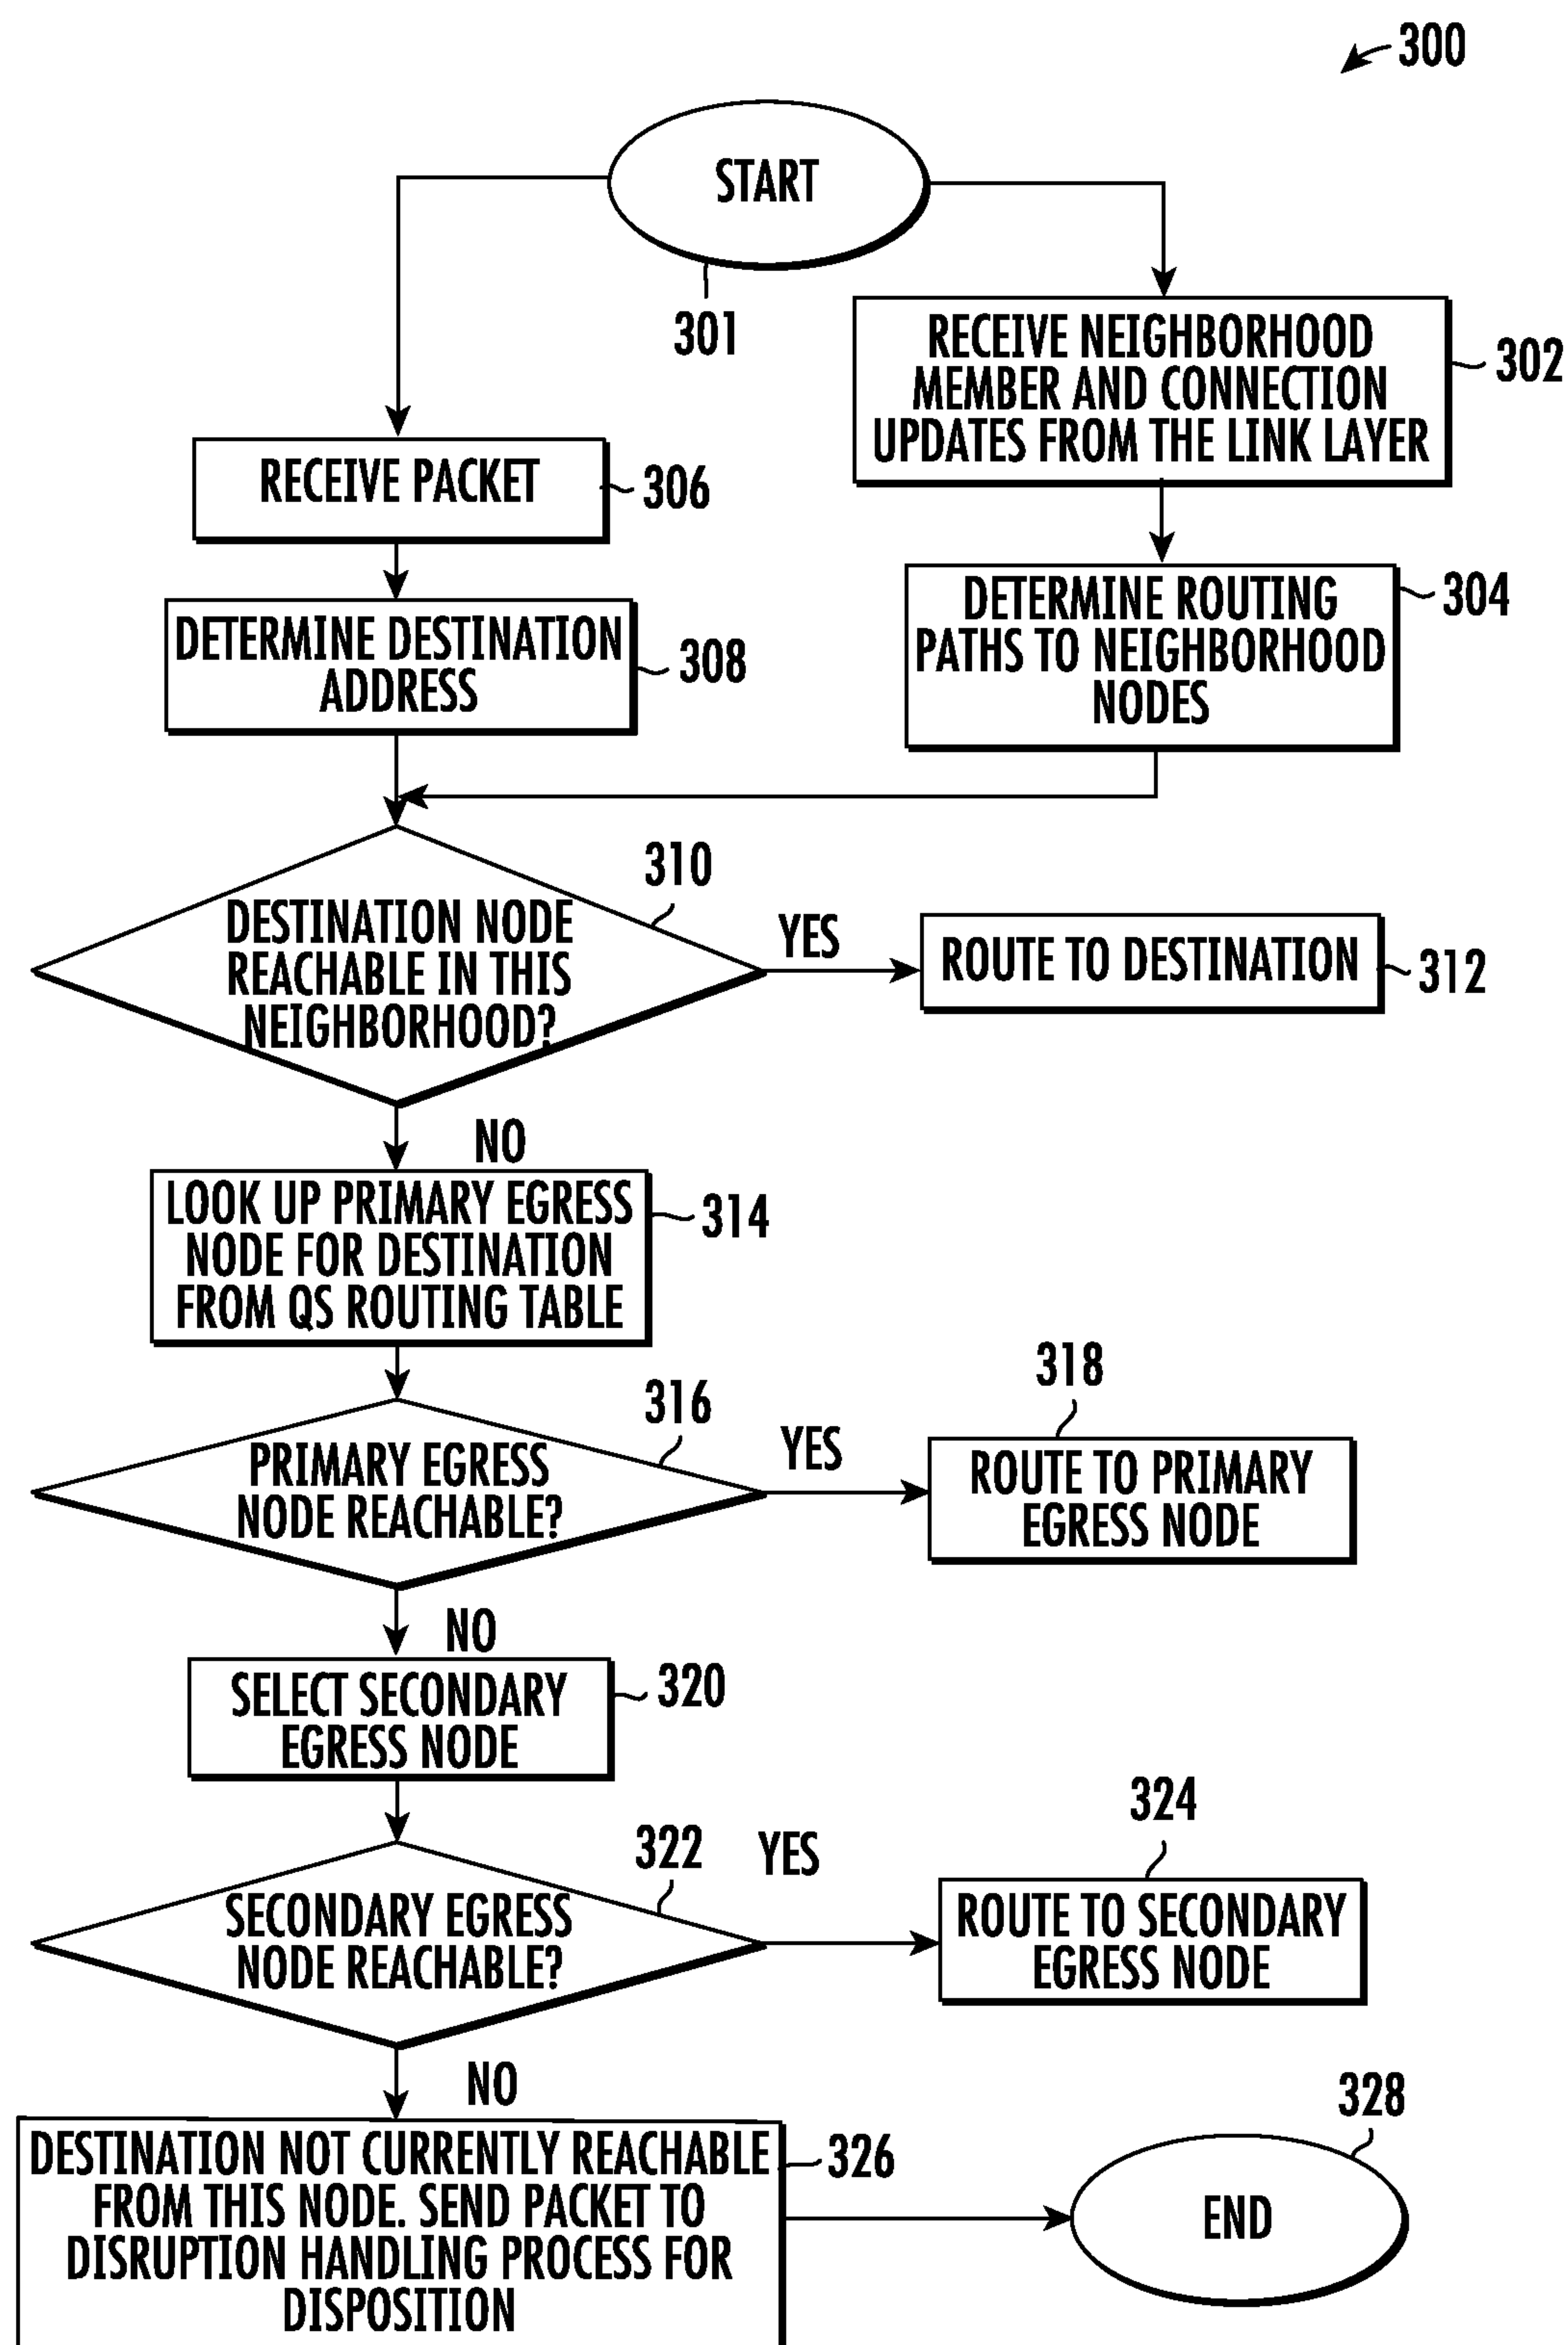 300
START
301
RECEIVE NEIGHBORHOOD
MEMBER AND CONNECTION
UPDATES FROM THE LINK LAYER
302
RECEIVE PACKET
306
DETERMINE ROUTING
PATHS TO NEIGHBORHOOD
NODES
304
DETERMINE DESTINATION
ADDRESS
308
310
DESTINATION NODE
REACHABLE IN THIS
NEIGHBORHOOD?
YES
ROUTE TO DESTINATION
312
NO
LOOK UP PRIMARY EGRESS
NODE FOR DESTINATION
FROM QS ROUTING TABLE
314
316
PRIMARY EGRESS
NODE REACHABLE?
YES
318
ROUTE TO PRIMARY
EGRESS NODE
NO
SELECT SECONDARY
EGRESS NODE
320
322
SECONDARY EGRESS
NODE REACHABLE?
YES
324
ROUTE TO SECONDARY
EGRESS NODE
NO
DESTINATION NOT CURRENTLY REACHABLE
FROM THIS NODE. SEND PACKET TO
DISRUPTION HANDLING PROCESS FOR
DISPOSITION
326
328
END